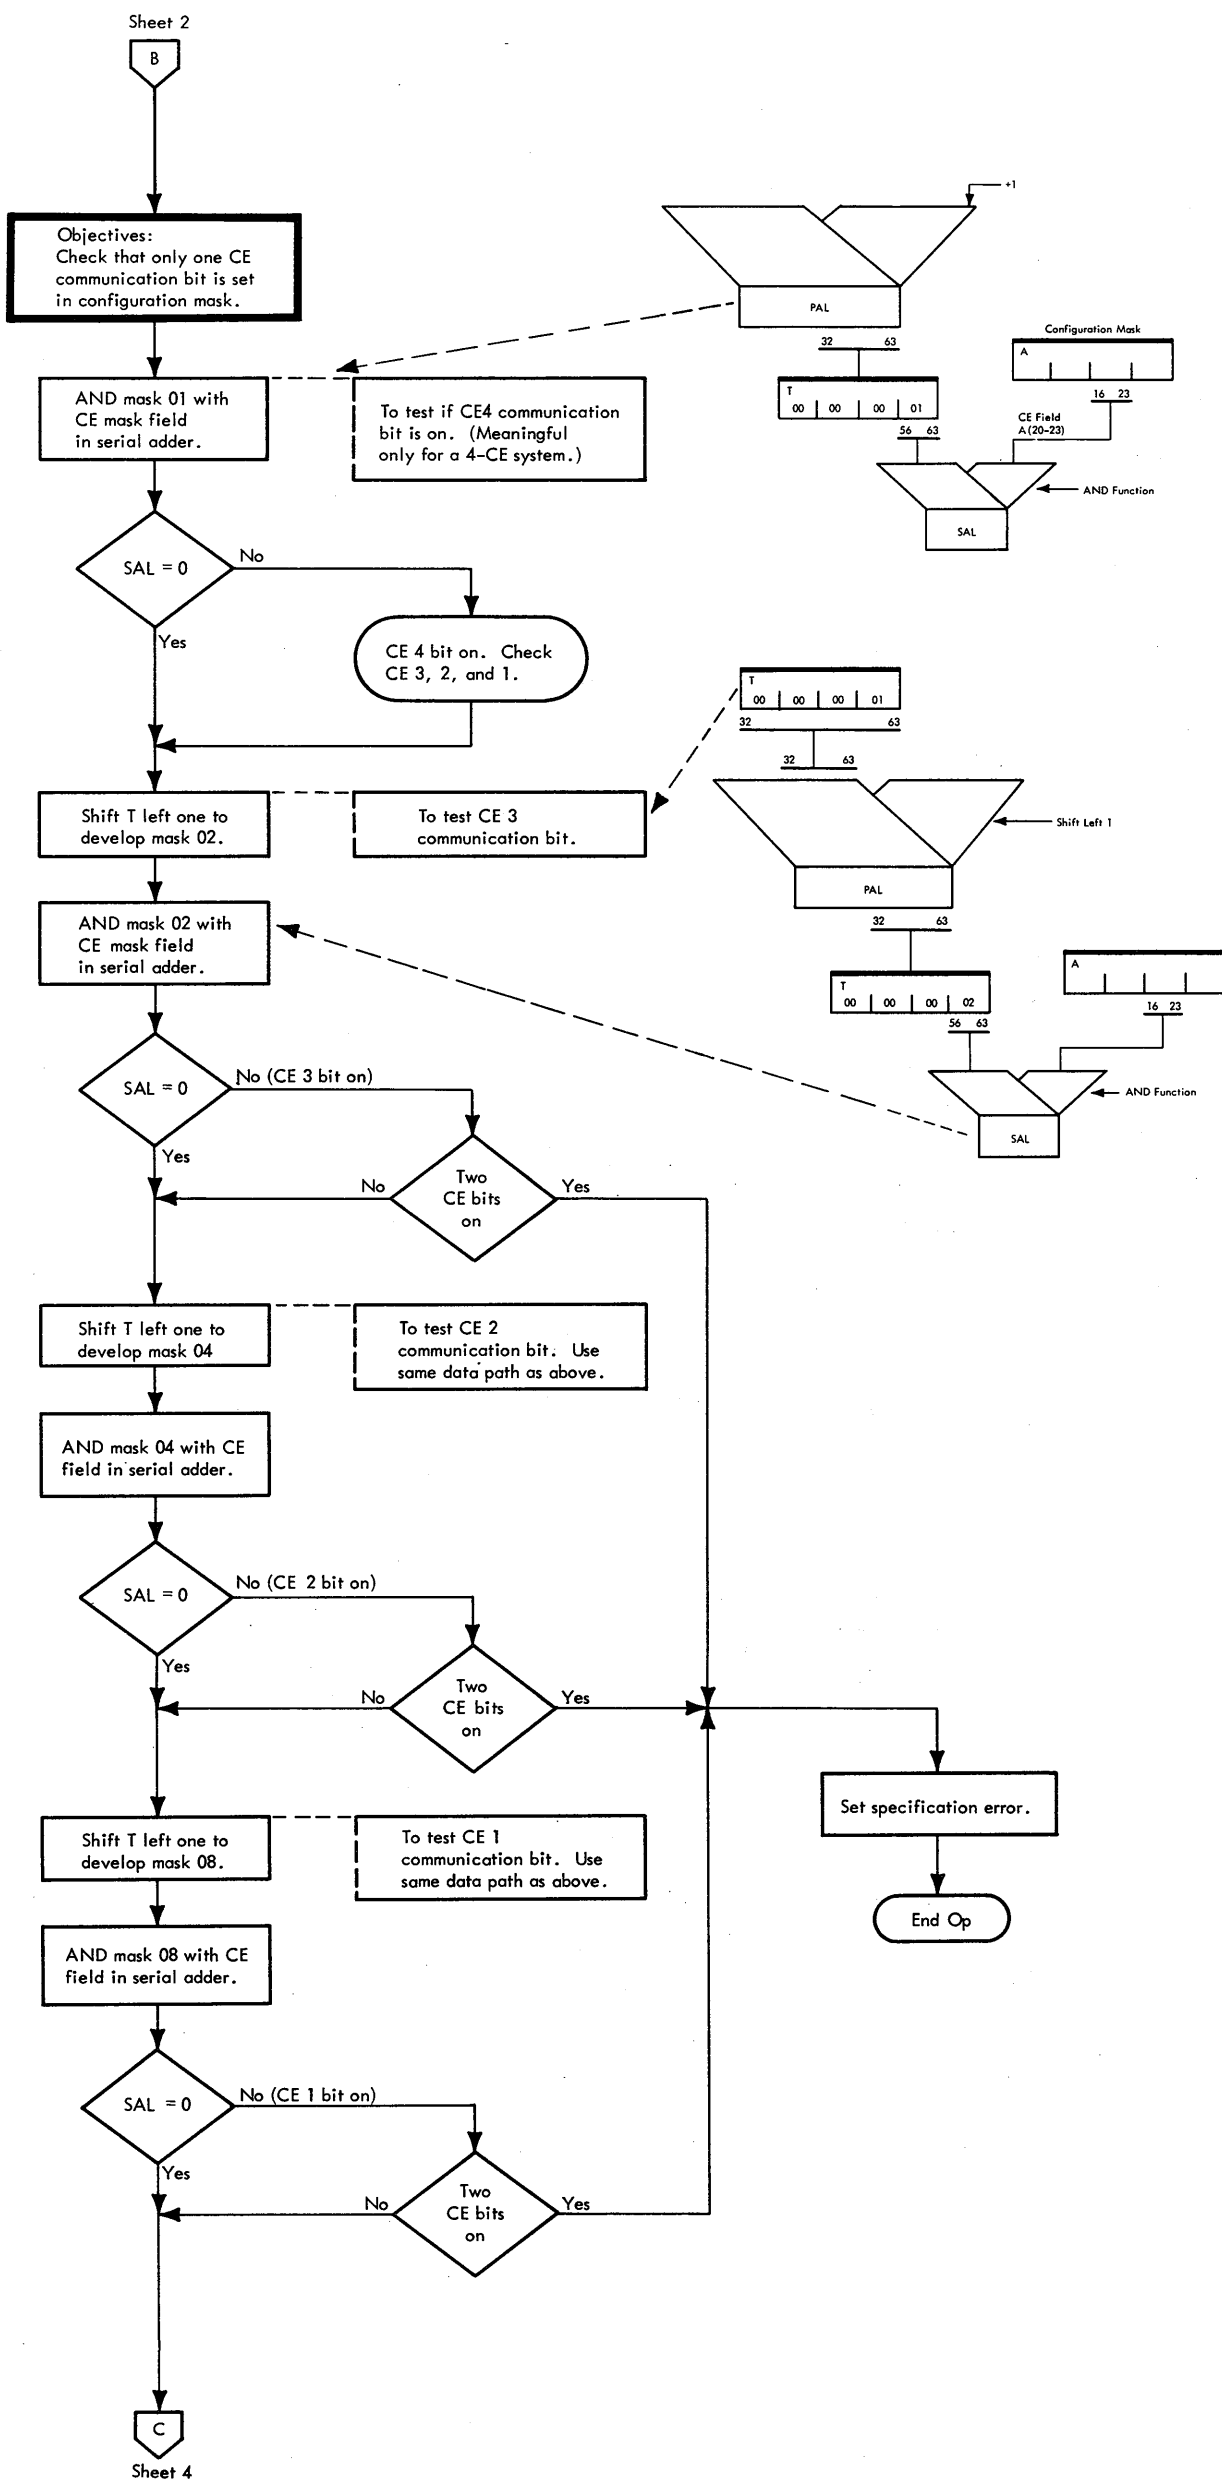 Sheet 2
B
Objectives:
Check that only one CE
communication bit is set
in configuration mask.
+1
PAL
32 63
T
00 00 00 01
56 63
Configuration Mask
A
16 23
CE Field
A (20-23)
AND Function
SAL
AND mask 01 with
CE mask field
in serial adder.
To test if CE4 communication
bit is on. (Meaningful
only for a 4-CE system.)
SAL = 0
No
Yes
CE 4 bit on. Check
CE 3, 2, and 1.
T
00 00 00 01
32 63
32 63
Shift Left 1
PAL
32 63
T
00 00 00 02
56 63
A
16 23
AND Function
SAL
Shift T left one to
develop mask 02.
To test CE 3
communication bit.
AND mask 02 with
CE mask field
in serial adder.
SAL = 0
No (CE 3 bit on)
Yes
Two
CE bits
on
No
Yes
Shift T left one to
develop mask 04
To test CE 2
communication bit. Use
same data path as above.
AND mask 04 with CE
field in serial adder.
SAL = 0
No (CE 2 bit on)
Yes
Two
CE bits
on
No
Yes
Set specification error.
End Op
Shift T left one to
develop mask 08.
To test CE 1
communication bit. Use
same data path as above.
AND mask 08 with CE
field in serial adder.
SAL = 0
No (CE 1 bit on)
Yes
Two
CE bits
on
No
Yes
C
Sheet 4